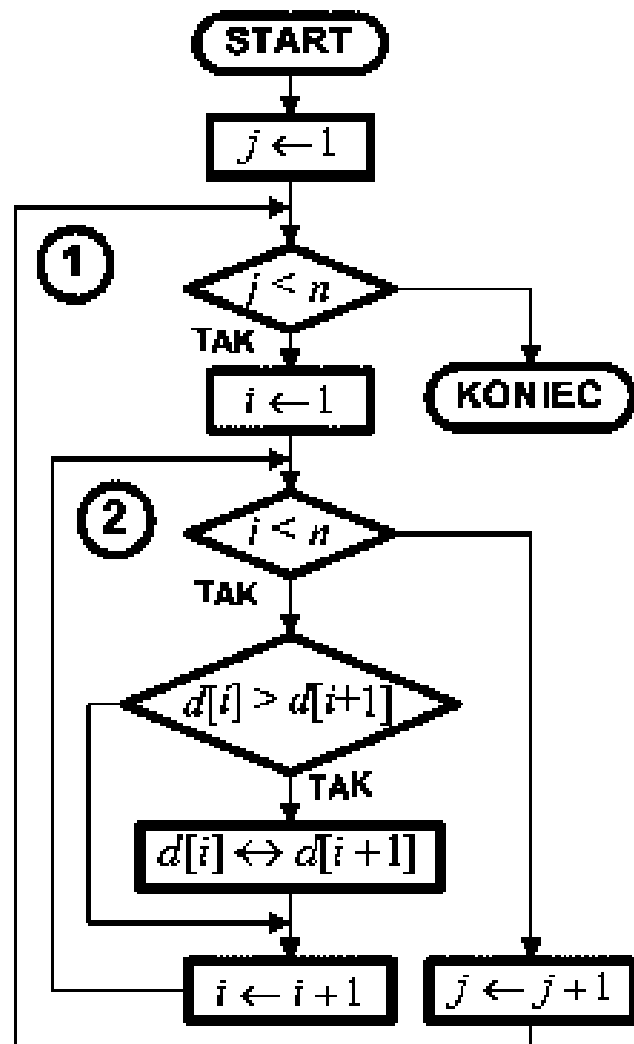 START
j ← 1
1
j < n
TAK
i ← 1
KONIEC
2
i < n
TAK
d[i] > d[i+1]
TAK
d[i] ↔ d[i + 1]
i ← i + 1
j ← j + 1